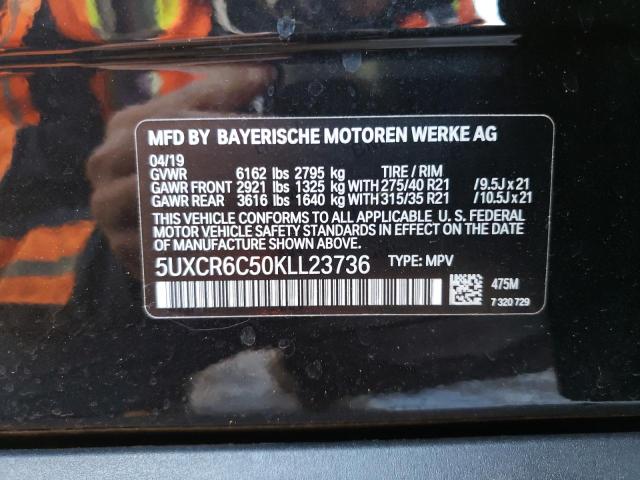 MFD BY BAYERISCHE MOTOREN WERKE AG
04/19
GVWR 6162 lbs 2795 kg TIRE / RIM
GAWR FRONT 2921 lbs 1325 kg WITH 275/40 R21 / 9.5J x 21
GAWR REAR 3616 lbs 1640 kg WITH 315/35 R21 / 10.5J x 21
THIS VEHICLE CONFORMS TO ALL APPLICABLE U. S. FEDERAL
MOTOR VEHICLE SAFETY STANDARDS IN EFFECT ON THE
DATE OF MANUFACTURE SHOWN ABOVE.
5UXCR6C50KLL23736 TYPE: MPV
475M
7 320 729